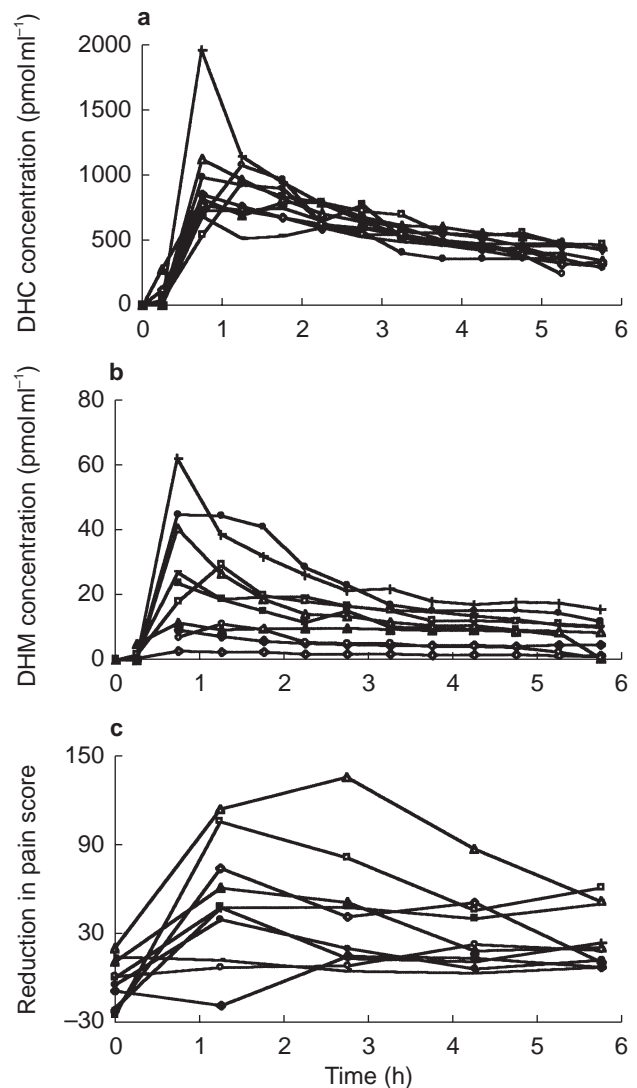 a
2000
1500
1000
500
0
DHC concentration (pmol ml⁻¹)
0 1 2 3 4 5 6
b
80
60
40
20
0
DHM concentration (pmol ml⁻¹)
0 1 2 3 4 5 6
c
150
90
30
–30
Reduction in pain score
0 1 2 3 4 5 6
Time (h)